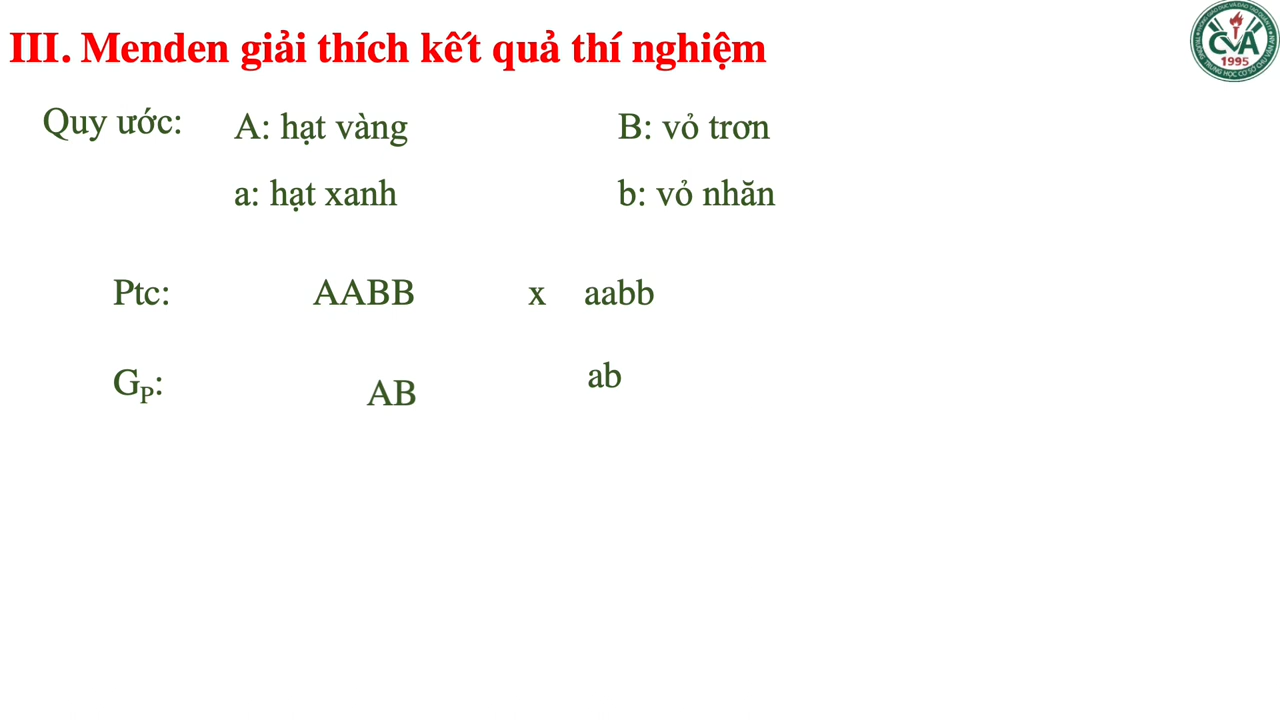 III. Menden giải thích kết quả thí nghiệm
Quy ước: A: hạt vàng B: vỏ trơn
a: hạt xanh b: vỏ nhăn
Ptc: AABB x aabb
GP: AB ab
CVA
1995